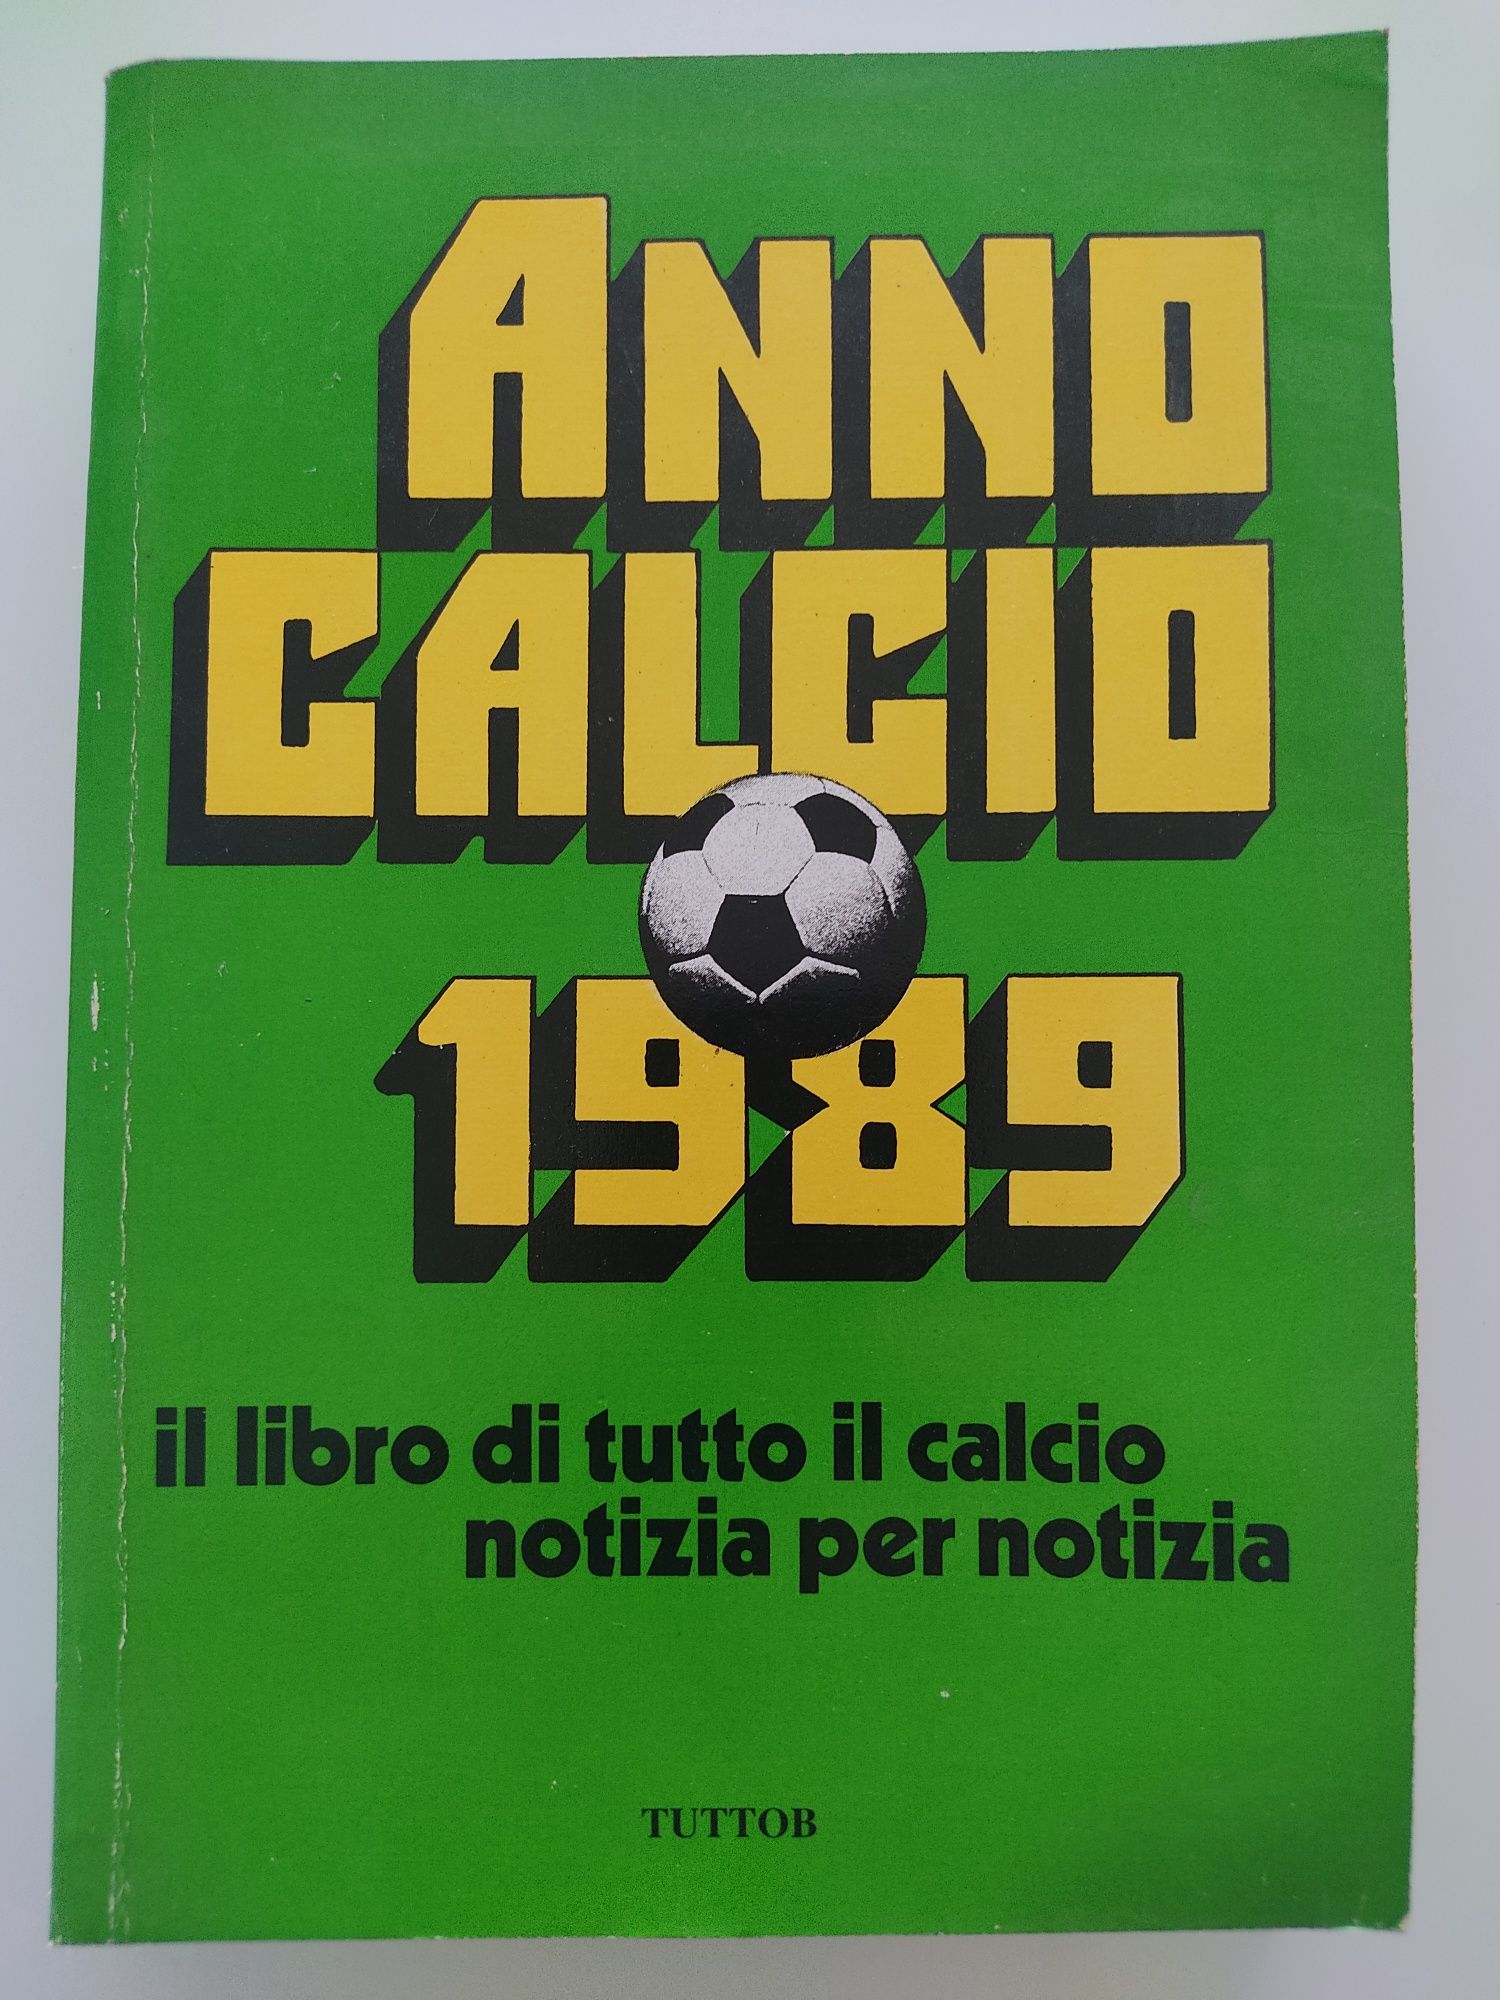 ANNO
CALCIO
1989
il libro di tutto il calcio
notizia per notizia
TUTTOB